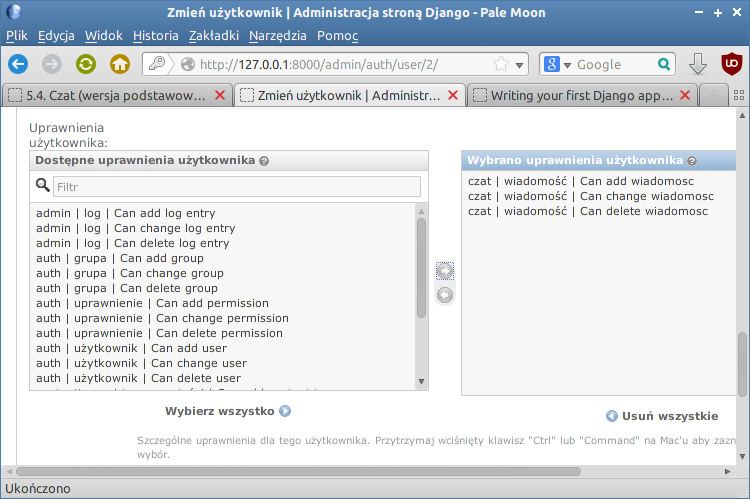 Zmień użytkownik | Administracja stroną Django - Pale Moon
Plik Edycja Widok Historia Zakładki Narzędzia Pomoc
http://127.0.0.1:8000/admin/auth/user/2/
Google
5.4. Czat (wersja podstawow...
Zmień użytkownik | Administr...
Writing your first Django app...
Uprawnienia
użytkownika:
Dostępne uprawnienia użytkownika
Filtr
admin | log | Can add log entry
admin | log | Can change log entry
admin | log | Can delete log entry
auth | grupa | Can add group
auth | grupa | Can change group
auth | grupa | Can delete group
auth | uprawnienie | Can add permission
auth | uprawnienie | Can change permission
auth | uprawnienie | Can delete permission
auth | użytkownik | Can add user
auth | użytkownik | Can change user
auth | użytkownik | Can delete user
Wybierz wszystko
Wybrano uprawnienia użytkownika
czat | wiadomość | Can add wiadomosc
czat | wiadomość | Can change wiadomosc
czat | wiadomość | Can delete wiadomosc
Usuń wszystkie
Szczególne uprawnienia dla tego użytkownika. Przytrzymaj wciśnięty klawisz "Ctrl" lub "Command" na Mac'u aby zazn
wybór.
Ukończono